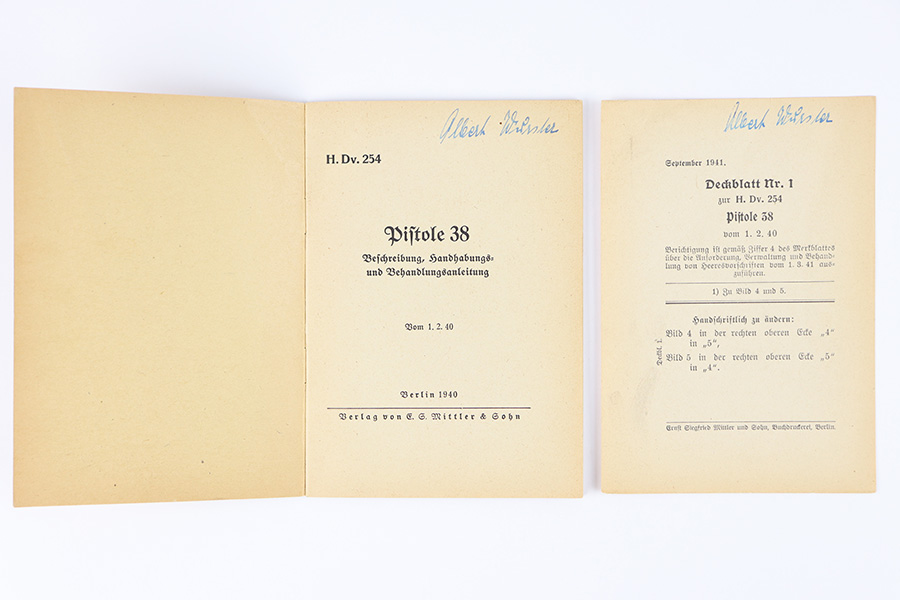 Albert Wurster
H. Dv. 254
Pistole 38
Beschreibung, Handhabungs-
und Behandlungsanleitung
Vom 1. 2. 40
Berlin 1940
Verlag von E. S. Mittler & Sohn
Albert Wurster
September 1941.
Deckblatt Nr. 1
zur H. Dv. 254
Pistole 38
vom 1. 2. 40
Berichtigung ist gemäß Ziffer 4 des Merkblattes
über die Anforderung, Verwaltung und Behand-
lung von Heeresvorschriften vom 1. 3. 41 aus-
zuführen.
1) Zu Bild 4 und 5.
Handschriftlich zu ändern:
Bild 4 in der rechten oberen Ecke „4"
in „5",
Bild 5 in der rechten oberen Ecke „5"
in „4".
Deckbl. 1.
Ernst Siegfried Mittler und Sohn, Buchdruckerei, Berlin.